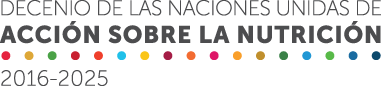 DECENIO DE LAS NACIONES UNIDAS DE
ACCIÓN SOBRE LA NUTRICIÓN
2016-2025